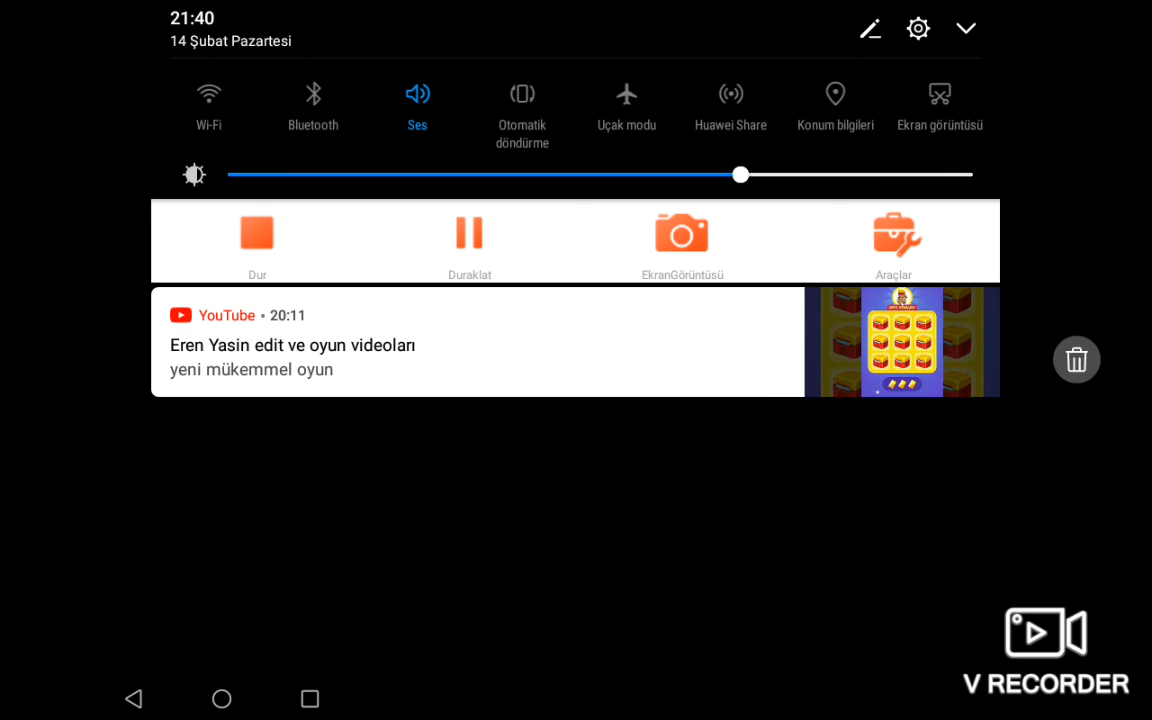 21:40
14 Şubat Pazartesi
Wi-Fi
Bluetooth
Ses
Otomatik
döndürme
Uçak modu
Huawei Share
Konum bilgileri
Ekran görüntüsü
Dur
Duraklat
EkranGörüntüsü
Araçlar
YouTube • 20:11
Eren Yasin edit ve oyun videoları
yeni mükemmel oyun
V RECORDER